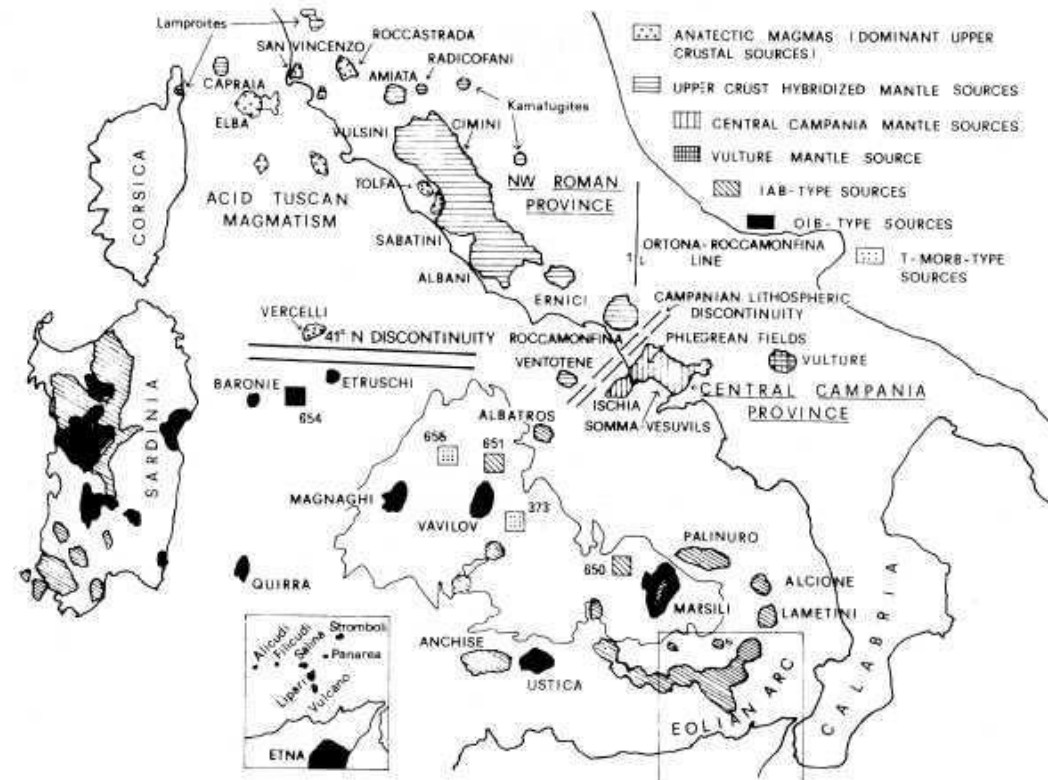 Lamproites
SAN VINCENZO
ROCCASTRADA
RADICOFANI
AMIATA
CAPRAIA
ELBA
Kamafugites
VULSINI
CIMINI
CORSICA
TOLFA
NW ROMAN
PROVINCE
ACID TUSCAN
MAGMATISM
SABATINI
ALBANI
ERNICI
ORTONA-ROCCAMONFINA
LINE
ANATECTIC MAGMAS (DOMINANT UPPER
CRUSTAL SOURCES)
UPPER CRUST HYBRIDIZED MANTLE SOURCES
CENTRAL CAMPANIA MANTLE SOURCES
VULTURE MANTLE SOURCE
IAB-TYPE SOURCES
OIB-TYPE SOURCES
T-MORB-TYPE
SOURCES
CAMPANIAN LITHOSPHERIC
DISCONTINUITY
VERCELLI
41° N DISCONTINUITY
ROCCAMONFINA
PHLEGREAN FIELDS
VENTOTENE
VULTURE
BARONIE
ETRUSCHI
654
CENTRAL CAMPANIA
PROVINCE
ISCHIA
SOMMA-VESUVILS
ALBATROS
SARDINIA
656
651
MAGNAGHI
VAVILOV
373
PALINURO
650
ALCIONE
QUIRRA
MARSILI
LAMETINI
CALABRIA
ANCHISE
USTICA
EOLIAN ARC
Alicudi
Filicudi
Salina
Stromboli
Panarea
Lipari
Vulcano
ETNA